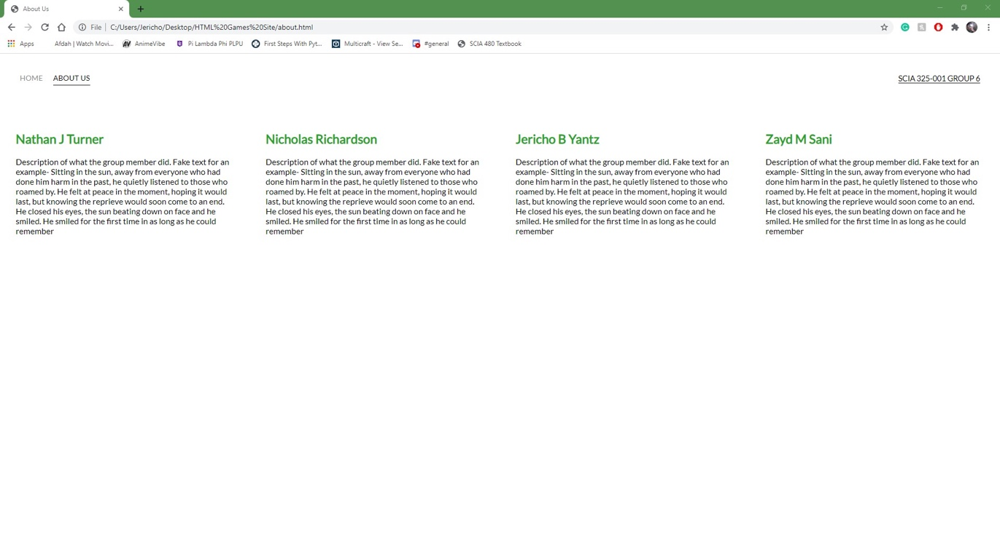 About Us
File C:/Users/Jericho/Desktop/HTML%20Games%20Site/about.html
Apps Afdah | Watch Movi... AnimeVibe Pi Lambda Phi PLPU First Steps With Pyt... Multicraft - View Se... #general SCIA 480 Textbook
HOME ABOUT US SCIA 325-001 GROUP 6
Nathan J Turner
Description of what the group member did. Fake text for an
example- Sitting in the sun, away from everyone who had
done him harm in the past, he quietly listened to those who
roamed by. He felt at peace in the moment, hoping it would
last, but knowing the reprieve would soon come to an end.
He closed his eyes, the sun beating down on face and he
smiled. He smiled for the first time in as long as he could
remember
Nicholas Richardson
Description of what the group member did. Fake text for an
example- Sitting in the sun, away from everyone who had
done him harm in the past, he quietly listened to those who
roamed by. He felt at peace in the moment, hoping it would
last, but knowing the reprieve would soon come to an end.
He closed his eyes, the sun beating down on face and he
smiled. He smiled for the first time in as long as he could
remember
Jericho B Yantz
Description of what the group member did. Fake text for an
example- Sitting in the sun, away from everyone who had
done him harm in the past, he quietly listened to those who
roamed by. He felt at peace in the moment, hoping it would
last, but knowing the reprieve would soon come to an end.
He closed his eyes, the sun beating down on face and he
smiled. He smiled for the first time in as long as he could
remember
Zayd M Sani
Description of what the group member did. Fake text for an
example- Sitting in the sun, away from everyone who had
done him harm in the past, he quietly listened to those who
roamed by. He felt at peace in the moment, hoping it would
last, but knowing the reprieve would soon come to an end.
He closed his eyes, the sun beating down on face and he
smiled. He smiled for the first time in as long as he could
remember